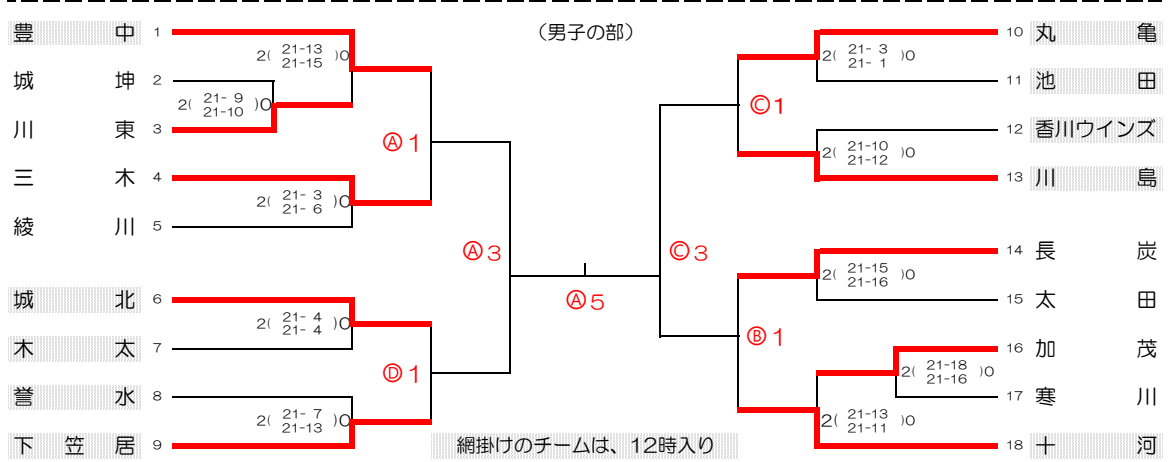 （男子の部）
豊中 1
2( 21-13 )0
21-15
城坤 2
2( 21- 9 )0
21-10
川東 3
Ⓐ1
三木 4
2( 21- 3 )0
21- 6
綾川 5
Ⓐ3
城北 6
2( 21- 4 )0
21- 4
木太 7
Ⓓ1
誉水 8
2( 21- 7 )0
21-13
下笠居 9
Ⓐ5
10 丸亀
2( 21- 3 )0
21- 1
11 池田
Ⓒ1
12 香川ウインズ
2( 21-10 )0
21-12
13 川島
Ⓒ3
14 長炭
2( 21-15 )0
21-16
15 太田
Ⓑ1
16 加茂
2( 21-18 )0
21-16
17 寒川
2( 21-13 )0
21-11
18 十河
網掛けのチームは、12時入り